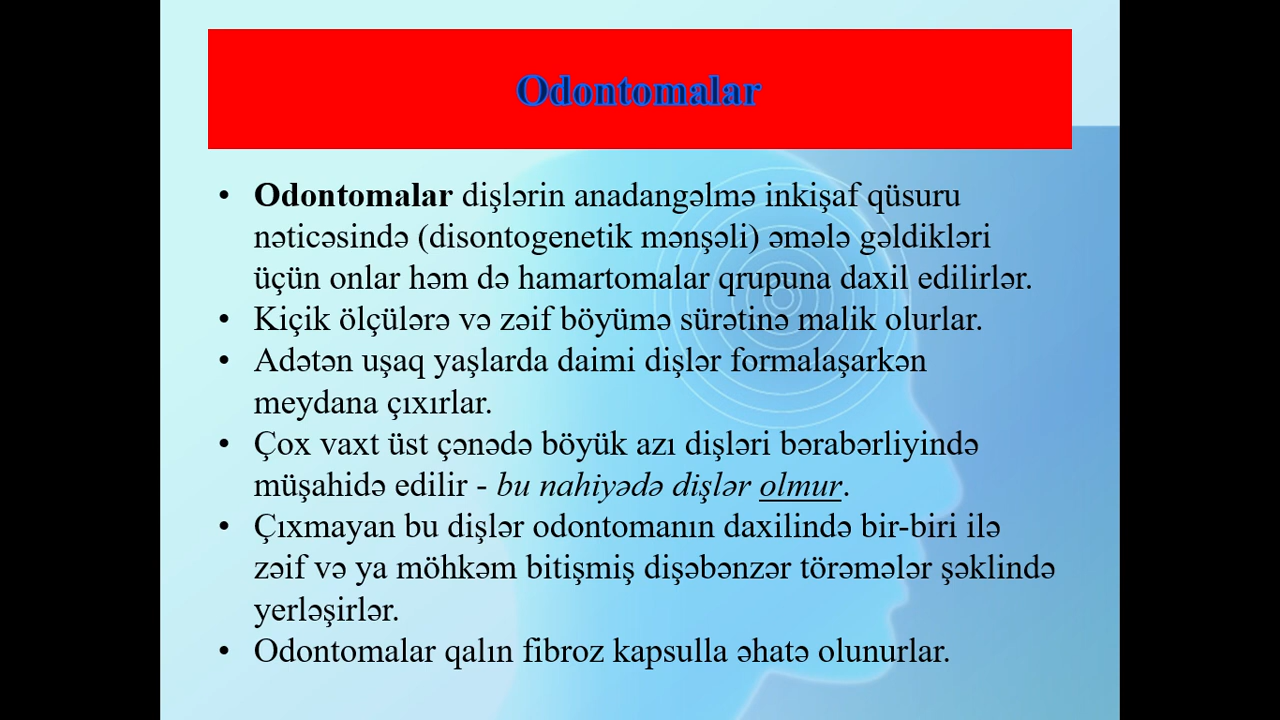 Odontomalar
• Odontomalar dişlərin anadangəlmə inkişaf qüsuru
nəticəsində (disontogenetik mənşəli) əmələ gəldikləri
üçün onlar həm də hamartomalar qrupuna daxil edilirlər.
• Kiçik ölçülərə və zəif böyümə sürətinə malik olurlar.
• Adətən uşaq yaşlarda daimi dişlər formalaşarkən
meydana çıxırlar.
• Çox vaxt üst çənədə böyük azı dişləri bərabərliyində
müşahidə edilir - bu nahiyədə dişlər olmur.
• Çıxmayan bu dişlər odontomanın daxilində bir-biri ilə
zəif və ya möhkəm bitişmiş dişəbənzər törəmələr şəklində
yerləşirlər.
• Odontomalar qalın fibroz kapsulla əhatə olunurlar.